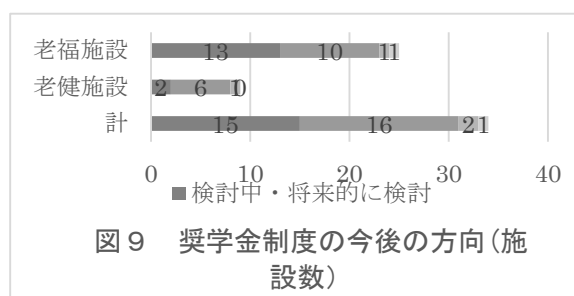 老福施設 13 10 1 1
老健施設 2 6 1 0
計 15 16 2 1
0 10 20 30 40
■検討中・将来的に検討
図９　奨学金制度の今後の方向(施
設数)